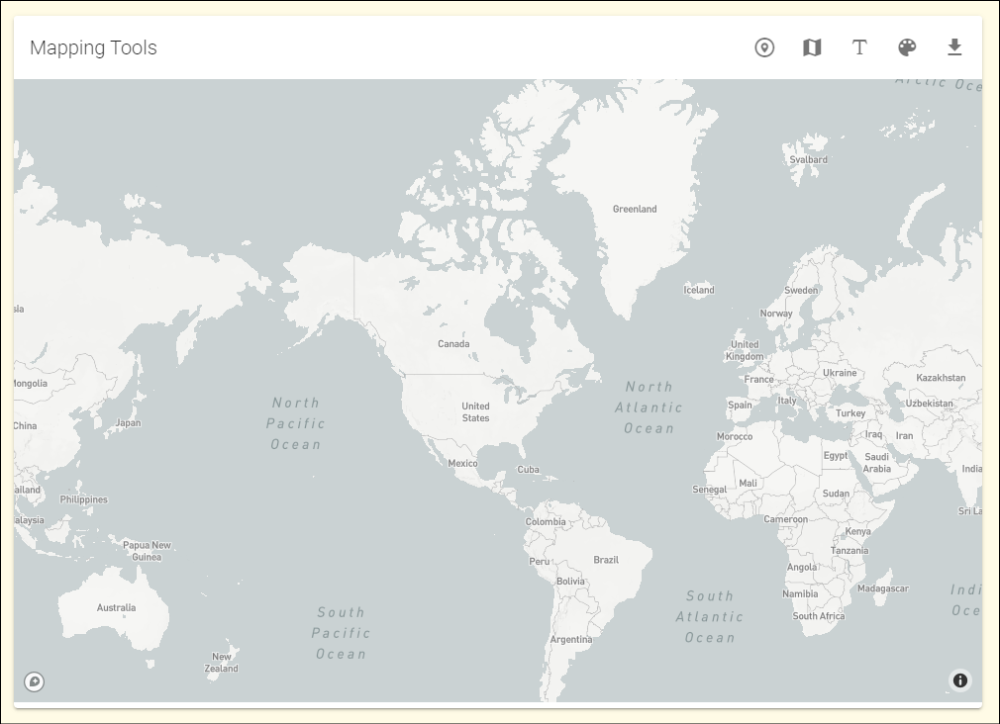 Mapping Tools
T
Arctic Oce
Svalbard
Greenland
Iceland
Sweden
Norway
sia
Canada
United
Kingdom
Ukraine
France
Kazakhstan
Mongolia
Italy
Uzbekistan
North
Atlantic
Ocean
Spain
United
States
North
Pacific
Ocean
Turkey
Japan
China
Morocco
Iraq
Iran
Egypt
Saudi
Arabia
Mexico
Cuba
India
Mali
Senegal
ailand
Sudan
Philippines
Sri La
alaysia
Colombia
Cameroon
Kenya
Papua New
Guinea
Tanzania
Peru
Brazil
Angola
Bolivia
Madagascar
Namibia
Indi
Oce
South
Atlantic
Ocean
Australia
South Africa
South
Pacific
Ocean
Argentina
New
Zealand